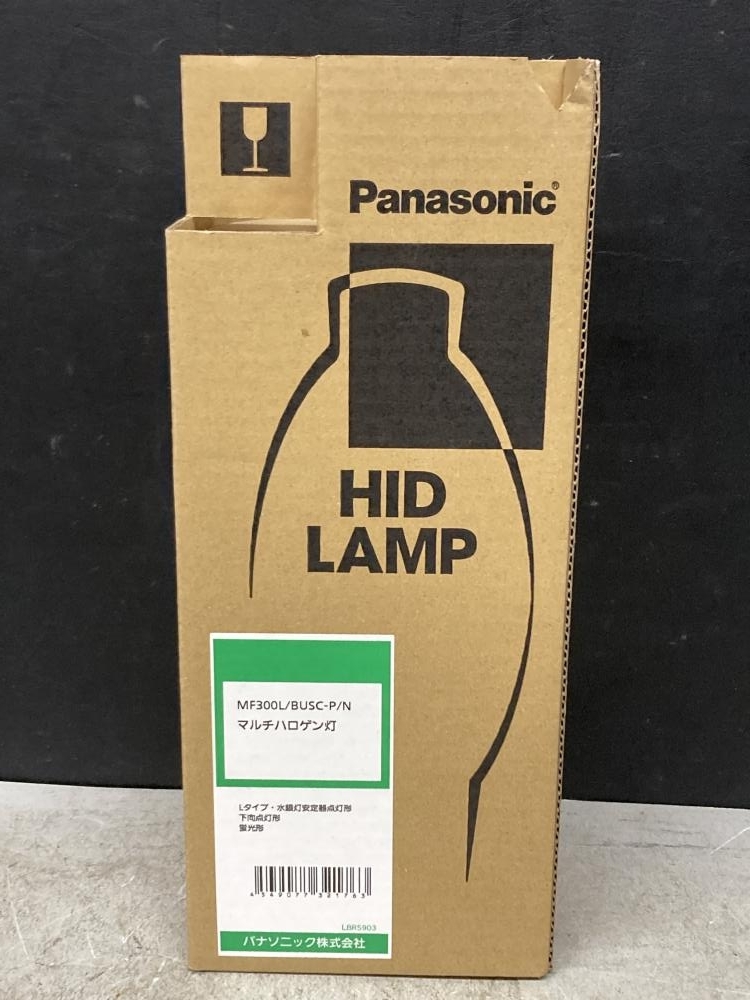 Panasonic®
HID
LAMP
MF300L/BUSC-P/N
マルチハロゲン灯
Lタイプ・水銀灯安定器点灯形
下向点灯形
蛍光形
4549077321763
LBR5903
パナソニック株式会社